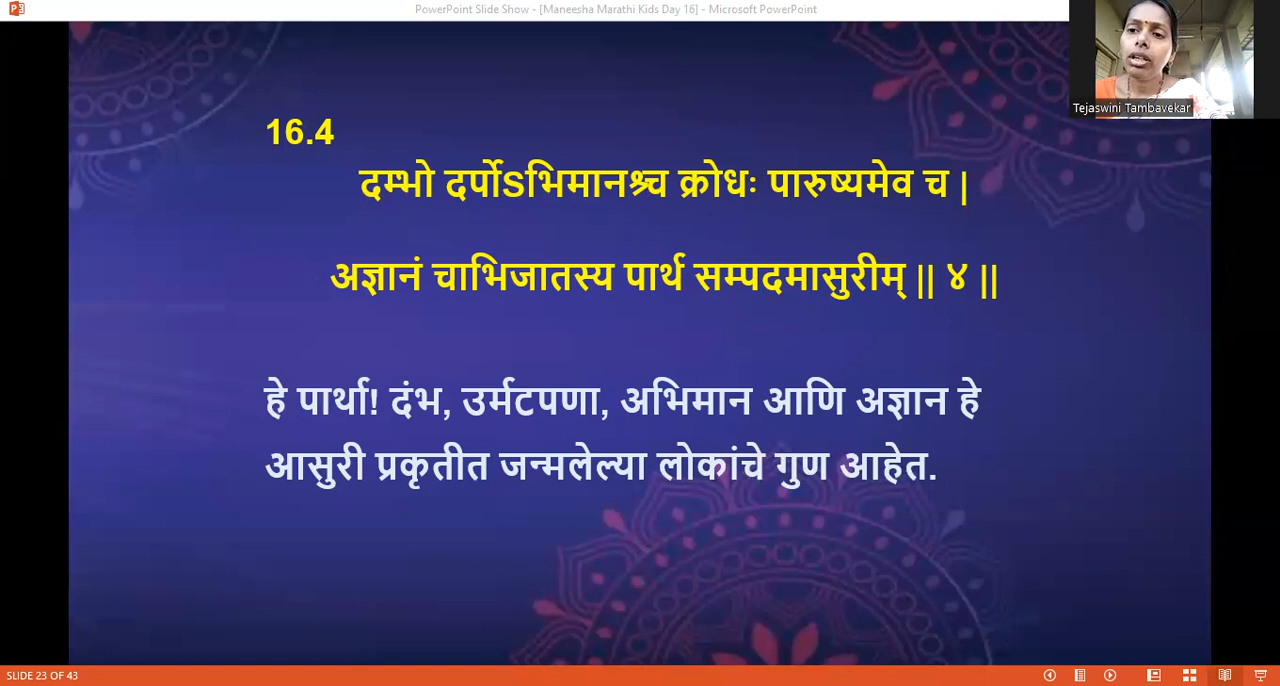 PowerPoint Slide Show - [Maneesha Marathi Kids Day 16] - Microsoft PowerPoint
Tejaswini Tambavekar
16.4
दम्भो दर्पोSभिमानश्च क्रोधः पारुष्यमेव च |
अज्ञानं चाभिजातस्य पार्थ सम्पदमासुरीम् || ४ ||
हे पार्था! दंभ, उर्मटपणा, अभिमान आणि अज्ञान हे
आसुरी प्रकृतीत जन्मलेल्या लोकांचे गुण आहेत.
SLIDE 23 OF 43